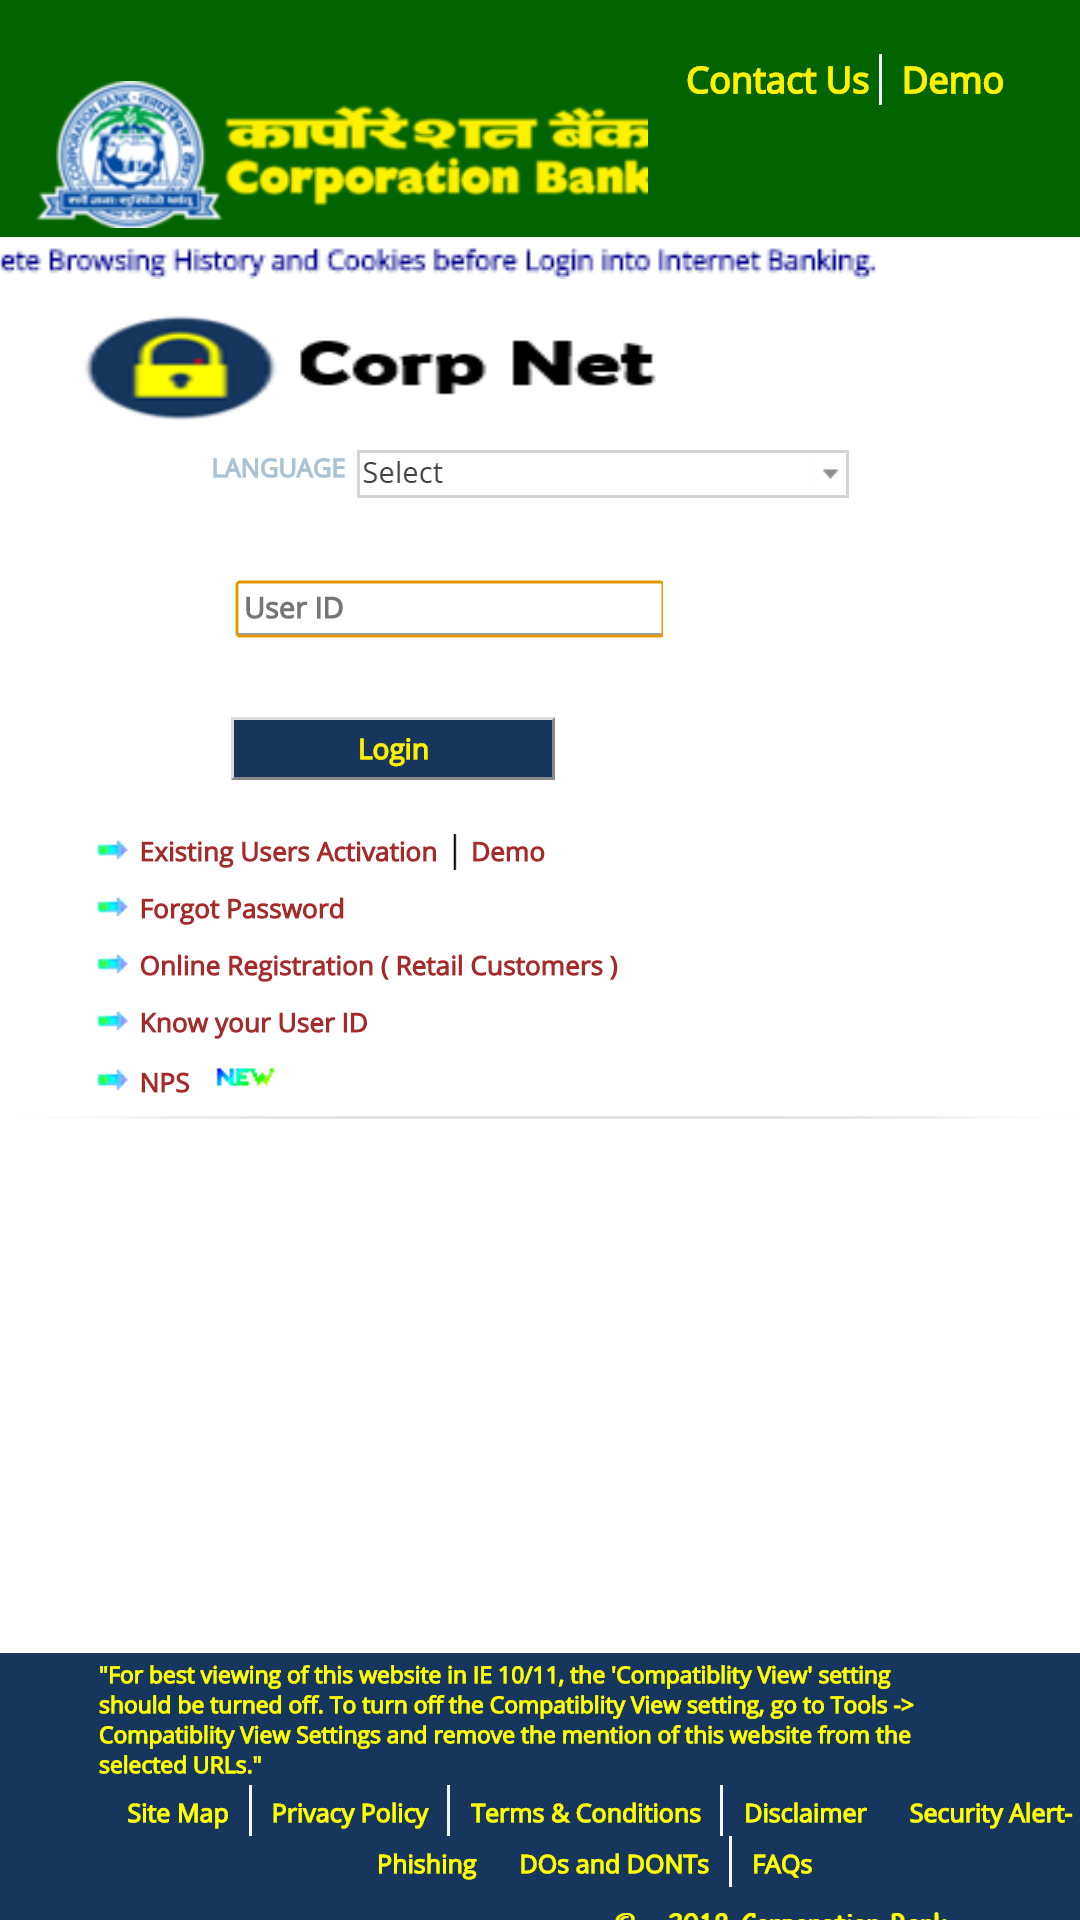 Contact Us Demo
कार्पोरेशन बैंक
Corporation Bank
ete Browsing History and Cookies before Login into Internet Banking.
Corp Net
LANGUAGE Select
User ID
Login
Existing Users Activation Demo
Forgot Password
Online Registration ( Retail Customers )
Know your User ID
NPS NEW
"For best viewing of this website in IE 10/11, the 'Compatiblity View' setting
should be turned off. To turn off the Compatiblity View setting, go to Tools ->
Compatiblity View Settings and remove the mention of this website from the
selected URLs."
Site Map Privacy Policy Terms & Conditions Disclaimer Security Alert-
Phishing DOs and DONTs FAQs
© 2018 Corporation Bank